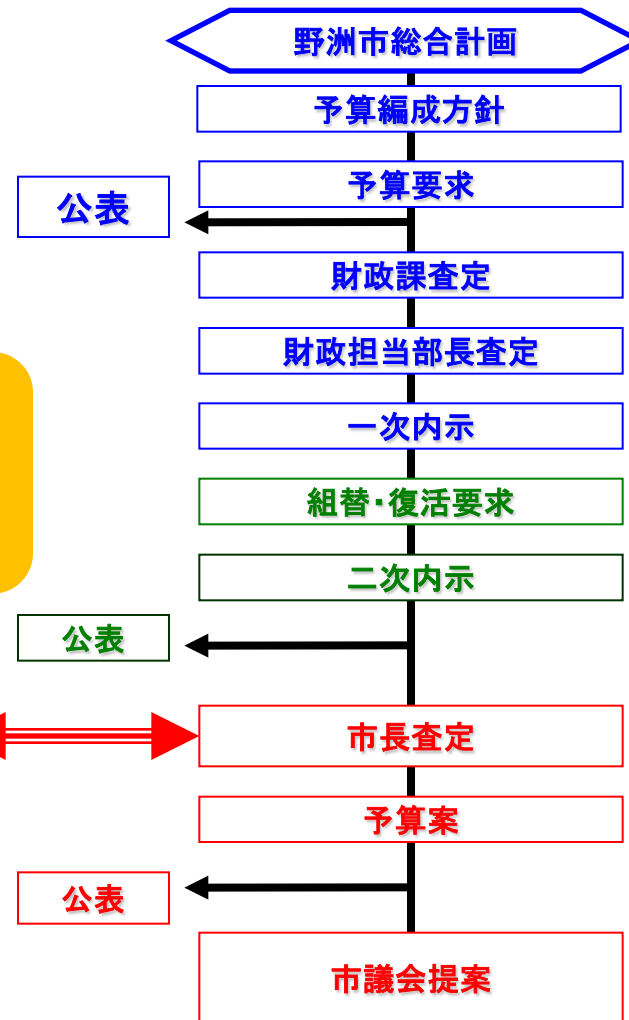 野洲市総合計画
予算編成方針
予算要求
公表
財政課査定
財政担当部長査定
一次内示
組替・復活要求
二次内示
公表
市長査定
予算案
公表
市議会提案